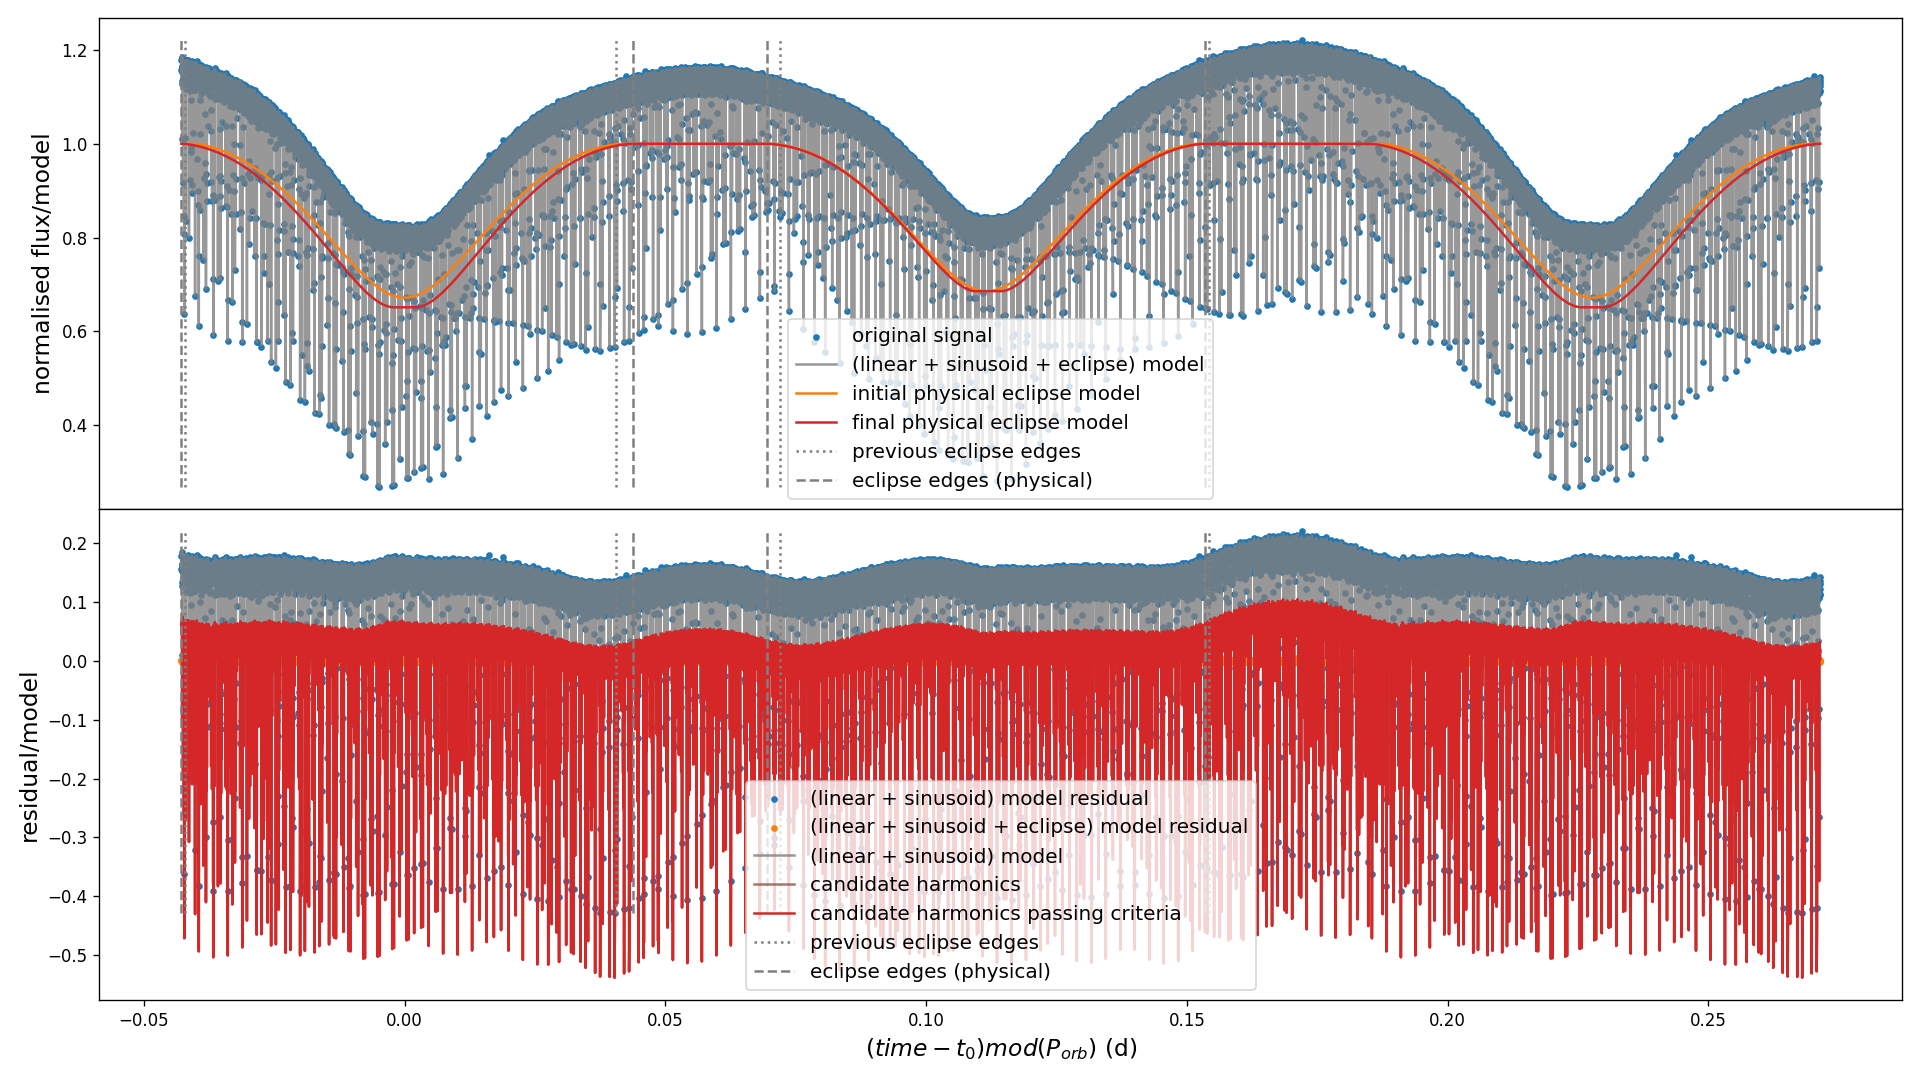 normalised flux/model
1.2
1.0
0.8
0.6
0.4
original signal
(linear + sinusoid + eclipse) model
initial physical eclipse model
final physical eclipse model
previous eclipse edges
eclipse edges (physical)
residual/model
0.2
0.1
0.0
−0.1
−0.2
−0.3
−0.4
−0.5
(linear + sinusoid) model residual
(linear + sinusoid + eclipse) model residual
(linear + sinusoid) model
candidate harmonics
candidate harmonics passing criteria
previous eclipse edges
eclipse edges (physical)
−0.05 0.00 0.05 0.10 0.15 0.20 0.25
(time − t₀)mod(P_orb) (d)